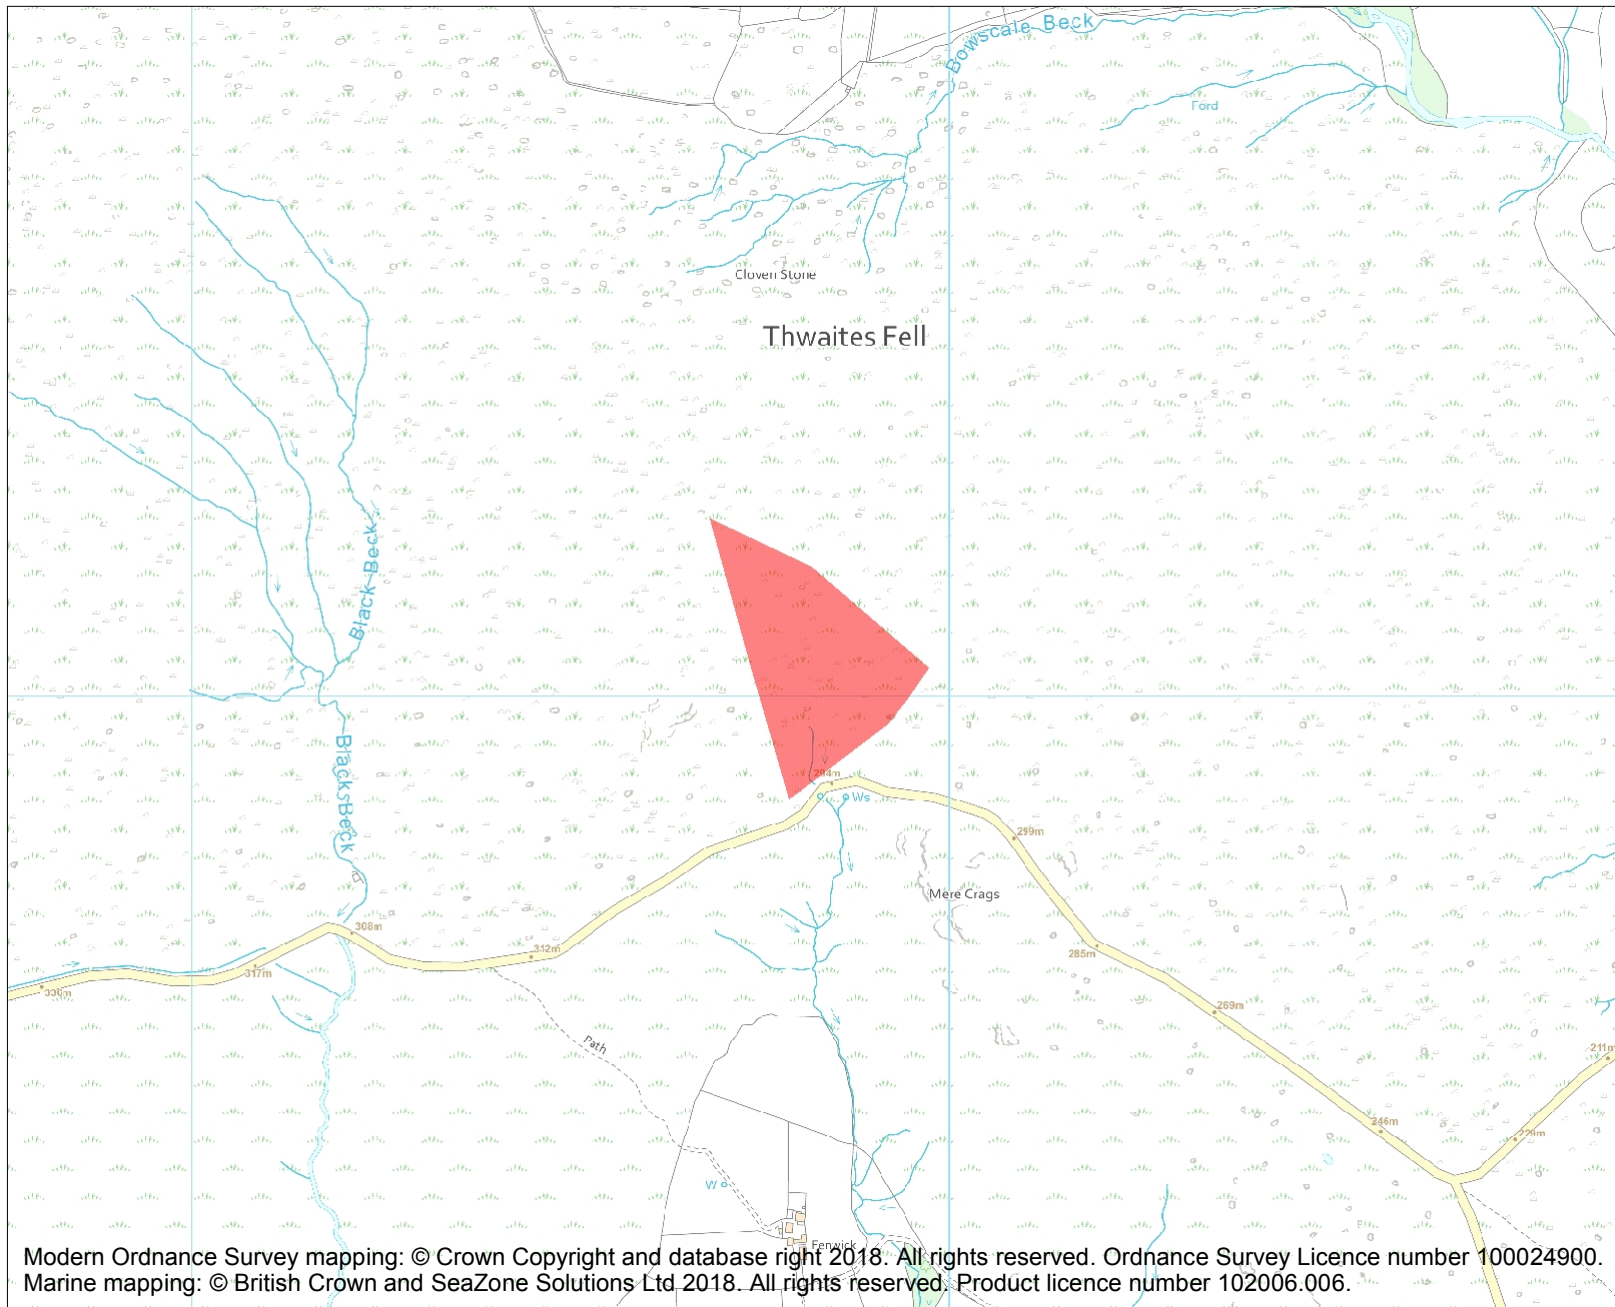 Bowscale Beck
Ford
Cloven Stone
Thwaites Fell
Black Beck
Blacks Beck
294m
Ws
299m
Mere Crags
308m
312m
317m
285m
269m
Path
211m
246m
229m
W
Fenwick
Modern Ordnance Survey mapping: © Crown Copyright and database right 2018. All rights reserved. Ordnance Survey Licence number 100024900.
Marine mapping: © British Crown and SeaZone Solutions Ltd 2018. All rights reserved. Product licence number 102006.006.